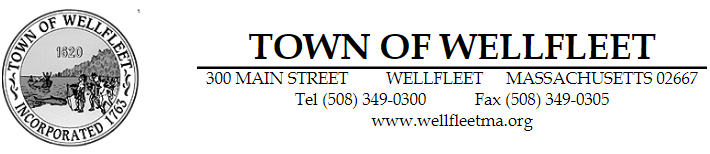 TOWN OF WELLFLEET
1620
INCORPORATED 1763
TOWN OF WELLFLEET
300 MAIN STREET WELLFLEET MASSACHUSETTS 02667
Tel (508) 349-0300 Fax (508) 349-0305
www.wellfleetma.org